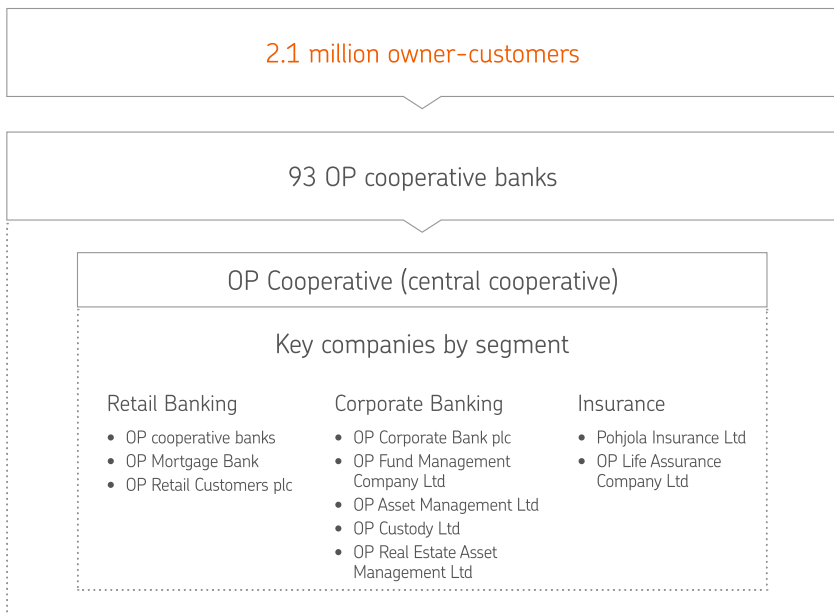 2.1 million owner-customers
93 OP cooperative banks
OP Cooperative (central cooperative)
Key companies by segment
Retail Banking
• OP cooperative banks
• OP Mortgage Bank
• OP Retail Customers plc
Corporate Banking
• OP Corporate Bank plc
• OP Fund Management
Company Ltd
• OP Asset Management Ltd
• OP Custody Ltd
• OP Real Estate Asset
Management Ltd
Insurance
• Pohjola Insurance Ltd
• OP Life Assurance
Company Ltd